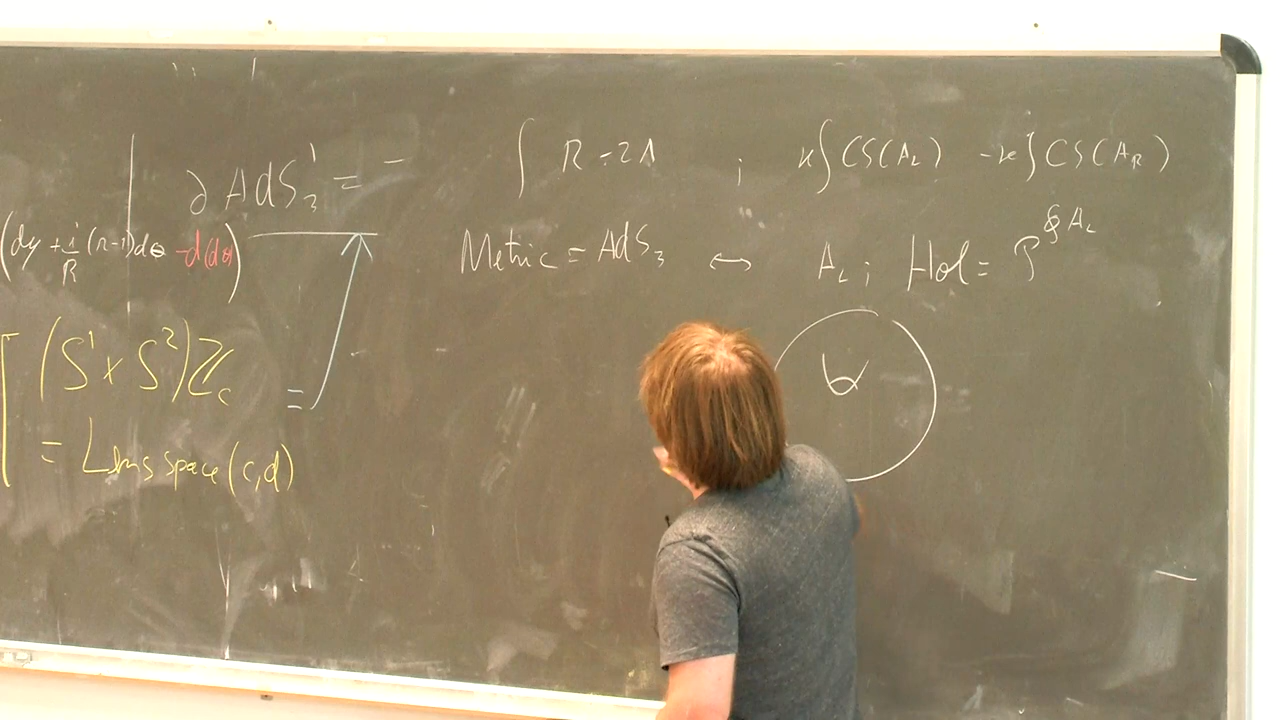 ∂ AdS₃' = -
(dy + i/R (r-1)dθ -d(dθ))
[ (S¹ × S²)/Z_c =
= Lens space (c,d)
∫ R - 2Λ ; κ∫ CS(A_L) - κ∫ CS(A_R)
Metric = AdS₃ ↔ A_L ; Hol = P^{∮A_L}